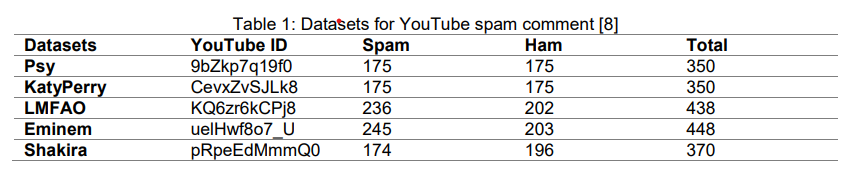 Table 1: Datasets for YouTube spam comment [8]
Datasets YouTube ID Spam Ham Total
Psy 9bZkp7q19f0 175 175 350
KatyPerry CevxZvSJLk8 175 175 350
LMFAO KQ6zr6kCPj8 236 202 438
Eminem uelHwf8o7_U 245 203 448
Shakira pRpeEdMmmQ0 174 196 370